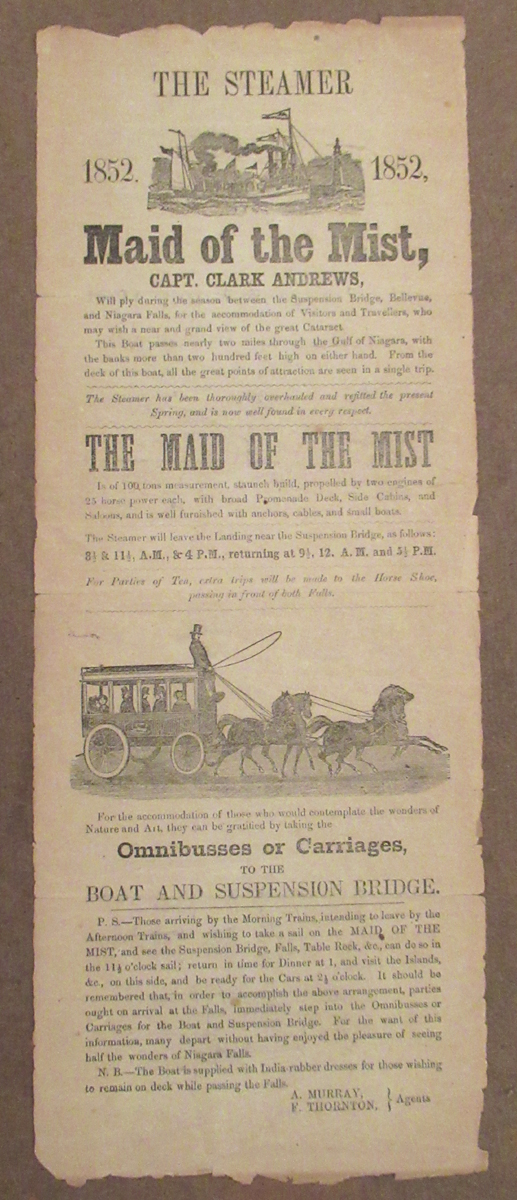 THE STEAMER
1852. 1852,
Maid of the Mist,
CAPT. CLARK ANDREWS,
Will ply during the season between the Suspension Bridge, Bellevue,
and Niagara Falls, for the accommodation of Visitors and Travellers, who
may wish a near and grand view of the great Cataract.
This Boat passes nearly two miles through the Gulf of Niagara, with
the banks more than two hundred feet high on either hand. From the
deck of this boat, all the great points of attraction are seen in a single trip.
The Steamer has been thoroughly overhauled and refitted the present
Spring, and is now well found in every respect.
THE MAID OF THE MIST
Is of 100 tons measurement, staunch build, propelled by two engines of
25 horse power each, with broad Promenade Deck, Side Cabins, and
Saloons, and is well furnished with anchors, cables, and small boats.
The Steamer will leave the Landing near the Suspension Bridge, as follows:
8½ & 11½, A.M., & 4 P.M., returning at 9½, 12. A. M. and 5½ P.M.
For Parties of Ten, extra trips will be made to the Horse Shoe,
passing in front of both Falls.
For the accommodation of those who would contemplate the wonders of
Nature and Art, they can be gratified by taking the
Omnibusses or Carriages,
TO THE
BOAT AND SUSPENSION BRIDGE.
P. S.—Those arriving by the Morning Trains, intending to leave by the
Afternoon Trains, and wishing to take a sail on the MAID OF THE
MIST, and see the Suspension Bridge, Falls, Table Rock, &c., can do so in
the 11½ o'clock sail; return in time for Dinner at 1, and visit the Islands,
&c., on this side, and be ready for the Cars at 2½ o'clock. It should be
remembered that, in order to accomplish the above arrangement, parties
ought on arrival at the Falls, immediately step into the Omnibusses or
Carriages for the Boat and Suspension Bridge. For the want of this
information, many depart without having enjoyed the pleasure of seeing
half the wonders of Niagara Falls.
N. B.—The Boat is supplied with India rubber dresses for those wishing
to remain on deck while passing the Falls.
A. MURRAY,
F. THORNTON, } Agents